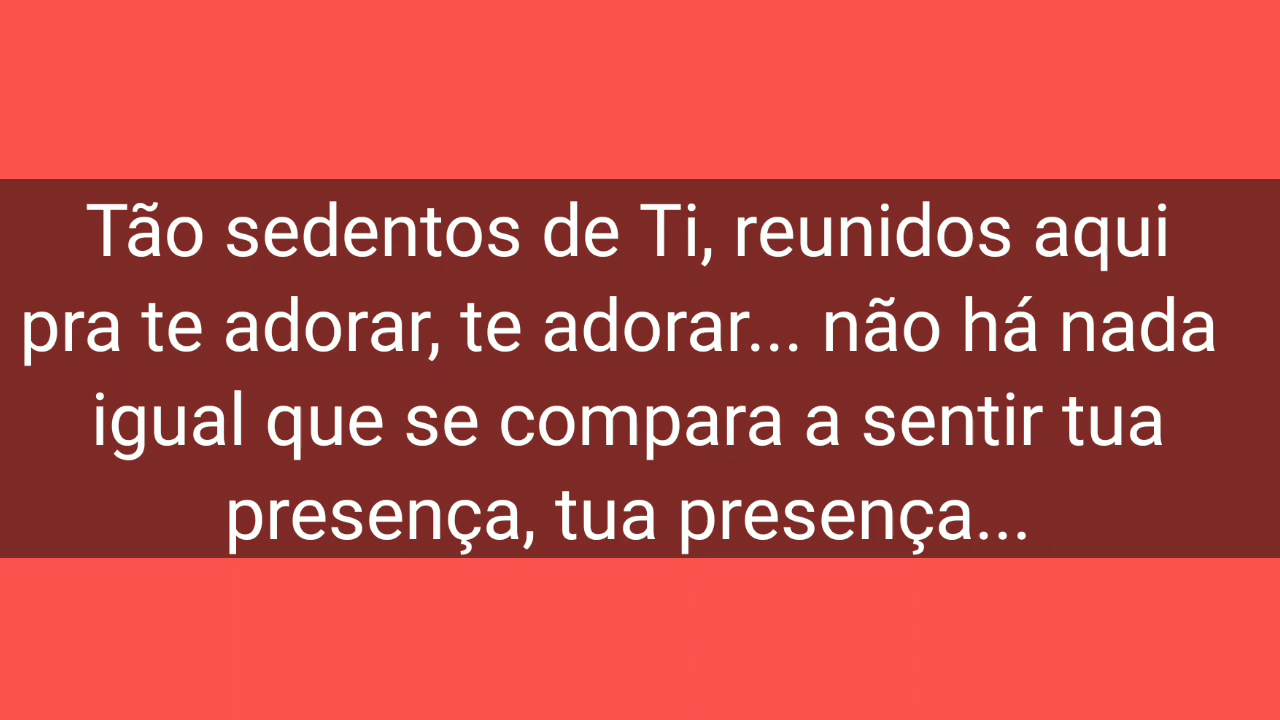 Tão sedentos de Ti, reunidos aqui
pra te adorar, te adorar... não há nada
igual que se compara a sentir tua
presença, tua presença...